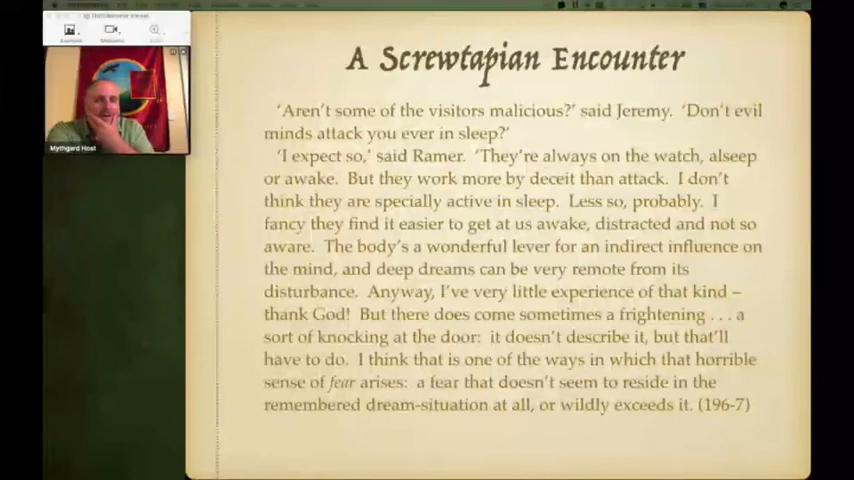 A Screwtapian Encounter
'Aren't some of the visitors malicious?' said Jeremy. 'Don't evil
minds attack you ever in sleep?'
'I expect so,' said Ramer. 'They're always on the watch, alseep
or awake. But they work more by deceit than attack. I don't
think they are specially active in sleep. Less so, probably. I
fancy they find it easier to get at us awake, distracted and not so
aware. The body's a wonderful lever for an indirect influence on
the mind, and deep dreams can be very remote from its
disturbance. Anyway, I've very little experience of that kind –
thank God! But there does come sometimes a frightening . . . a
sort of knocking at the door: it doesn't describe it, but that'll
have to do. I think that is one of the ways in which that horrible
sense of fear arises: a fear that doesn't seem to reside in the
remembered dream-situation at all, or wildly exceeds it. (196-7)
Mythgard Host